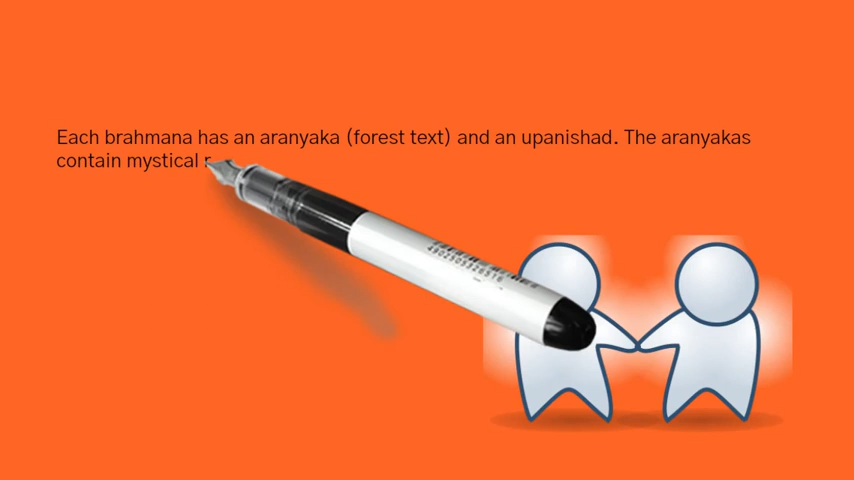 Each brahmana has an aranyaka (forest text) and an upanishad. The aranyakas
contain mystical